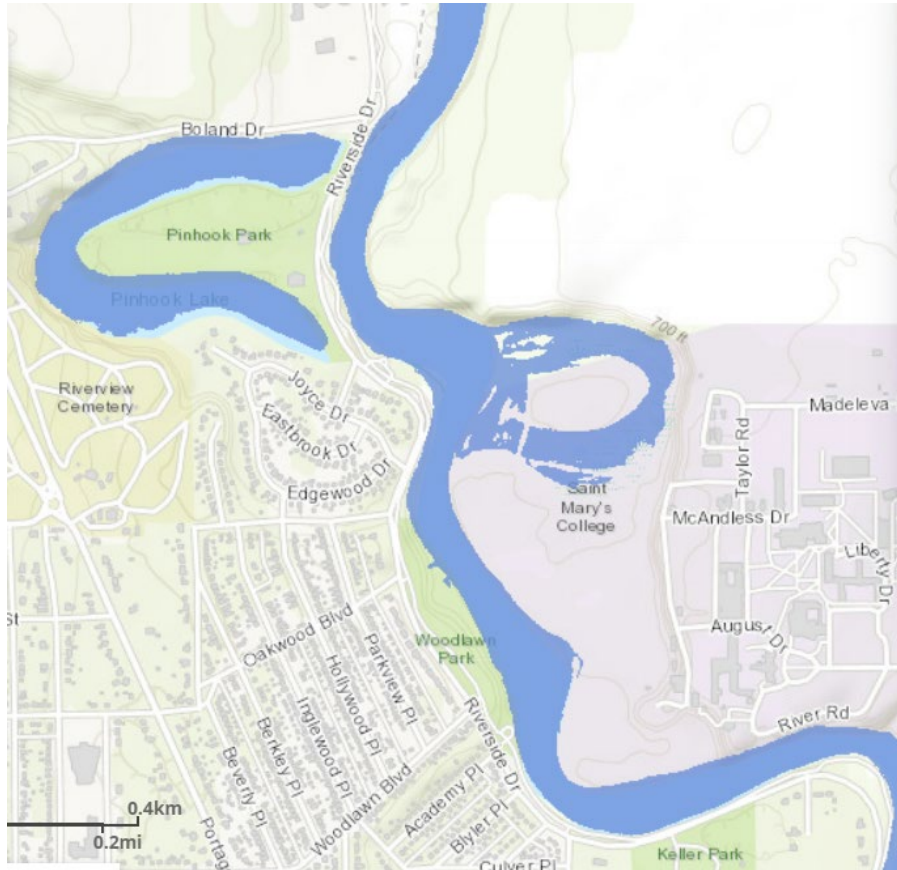 Boland Dr
Riverside Dr
Pinhook Park
Pinhook Lake
700 ft
Riverview
Cemetery
Joyce Dr
Eastbrook Dr
Edgewood Dr
Madeleva
Taylor Rd
Saint
Mary's
College
McAndless Dr
Liberty Dr
St
Oakwood Blvd
Woodlawn
Park
August Dr
Parkview Pl
Hollywood Pl
Inglewood Pl
Berkley Pl
Beverly Pl
Riverside Dr
River Rd
Woodlawn Blvd
Academy Pl
Blyler Pl
Portag
Culver Pl
Keller Park
0.4km
0.2mi